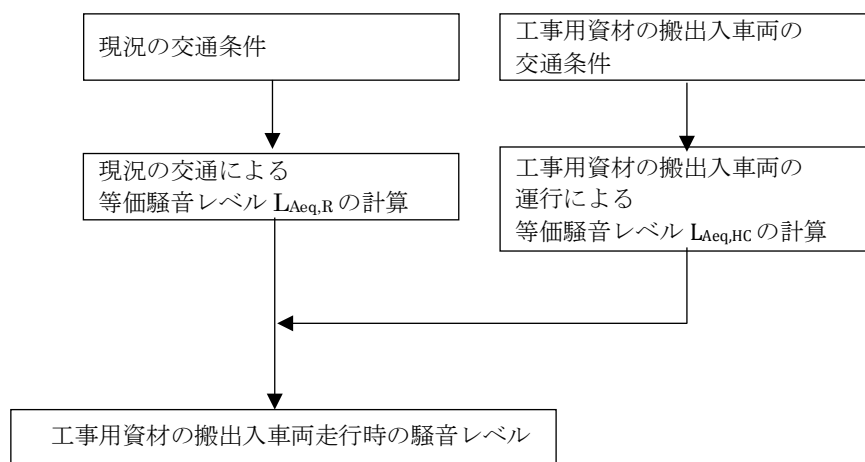 現況の交通条件
工事用資材の搬出入車両の
交通条件
現況の交通による
等価騒音レベル LAeq,R の計算
工事用資材の搬出入車両の
運行による
等価騒音レベル LAeq,HC の計算
工事用資材の搬出入車両走行時の騒音レベル